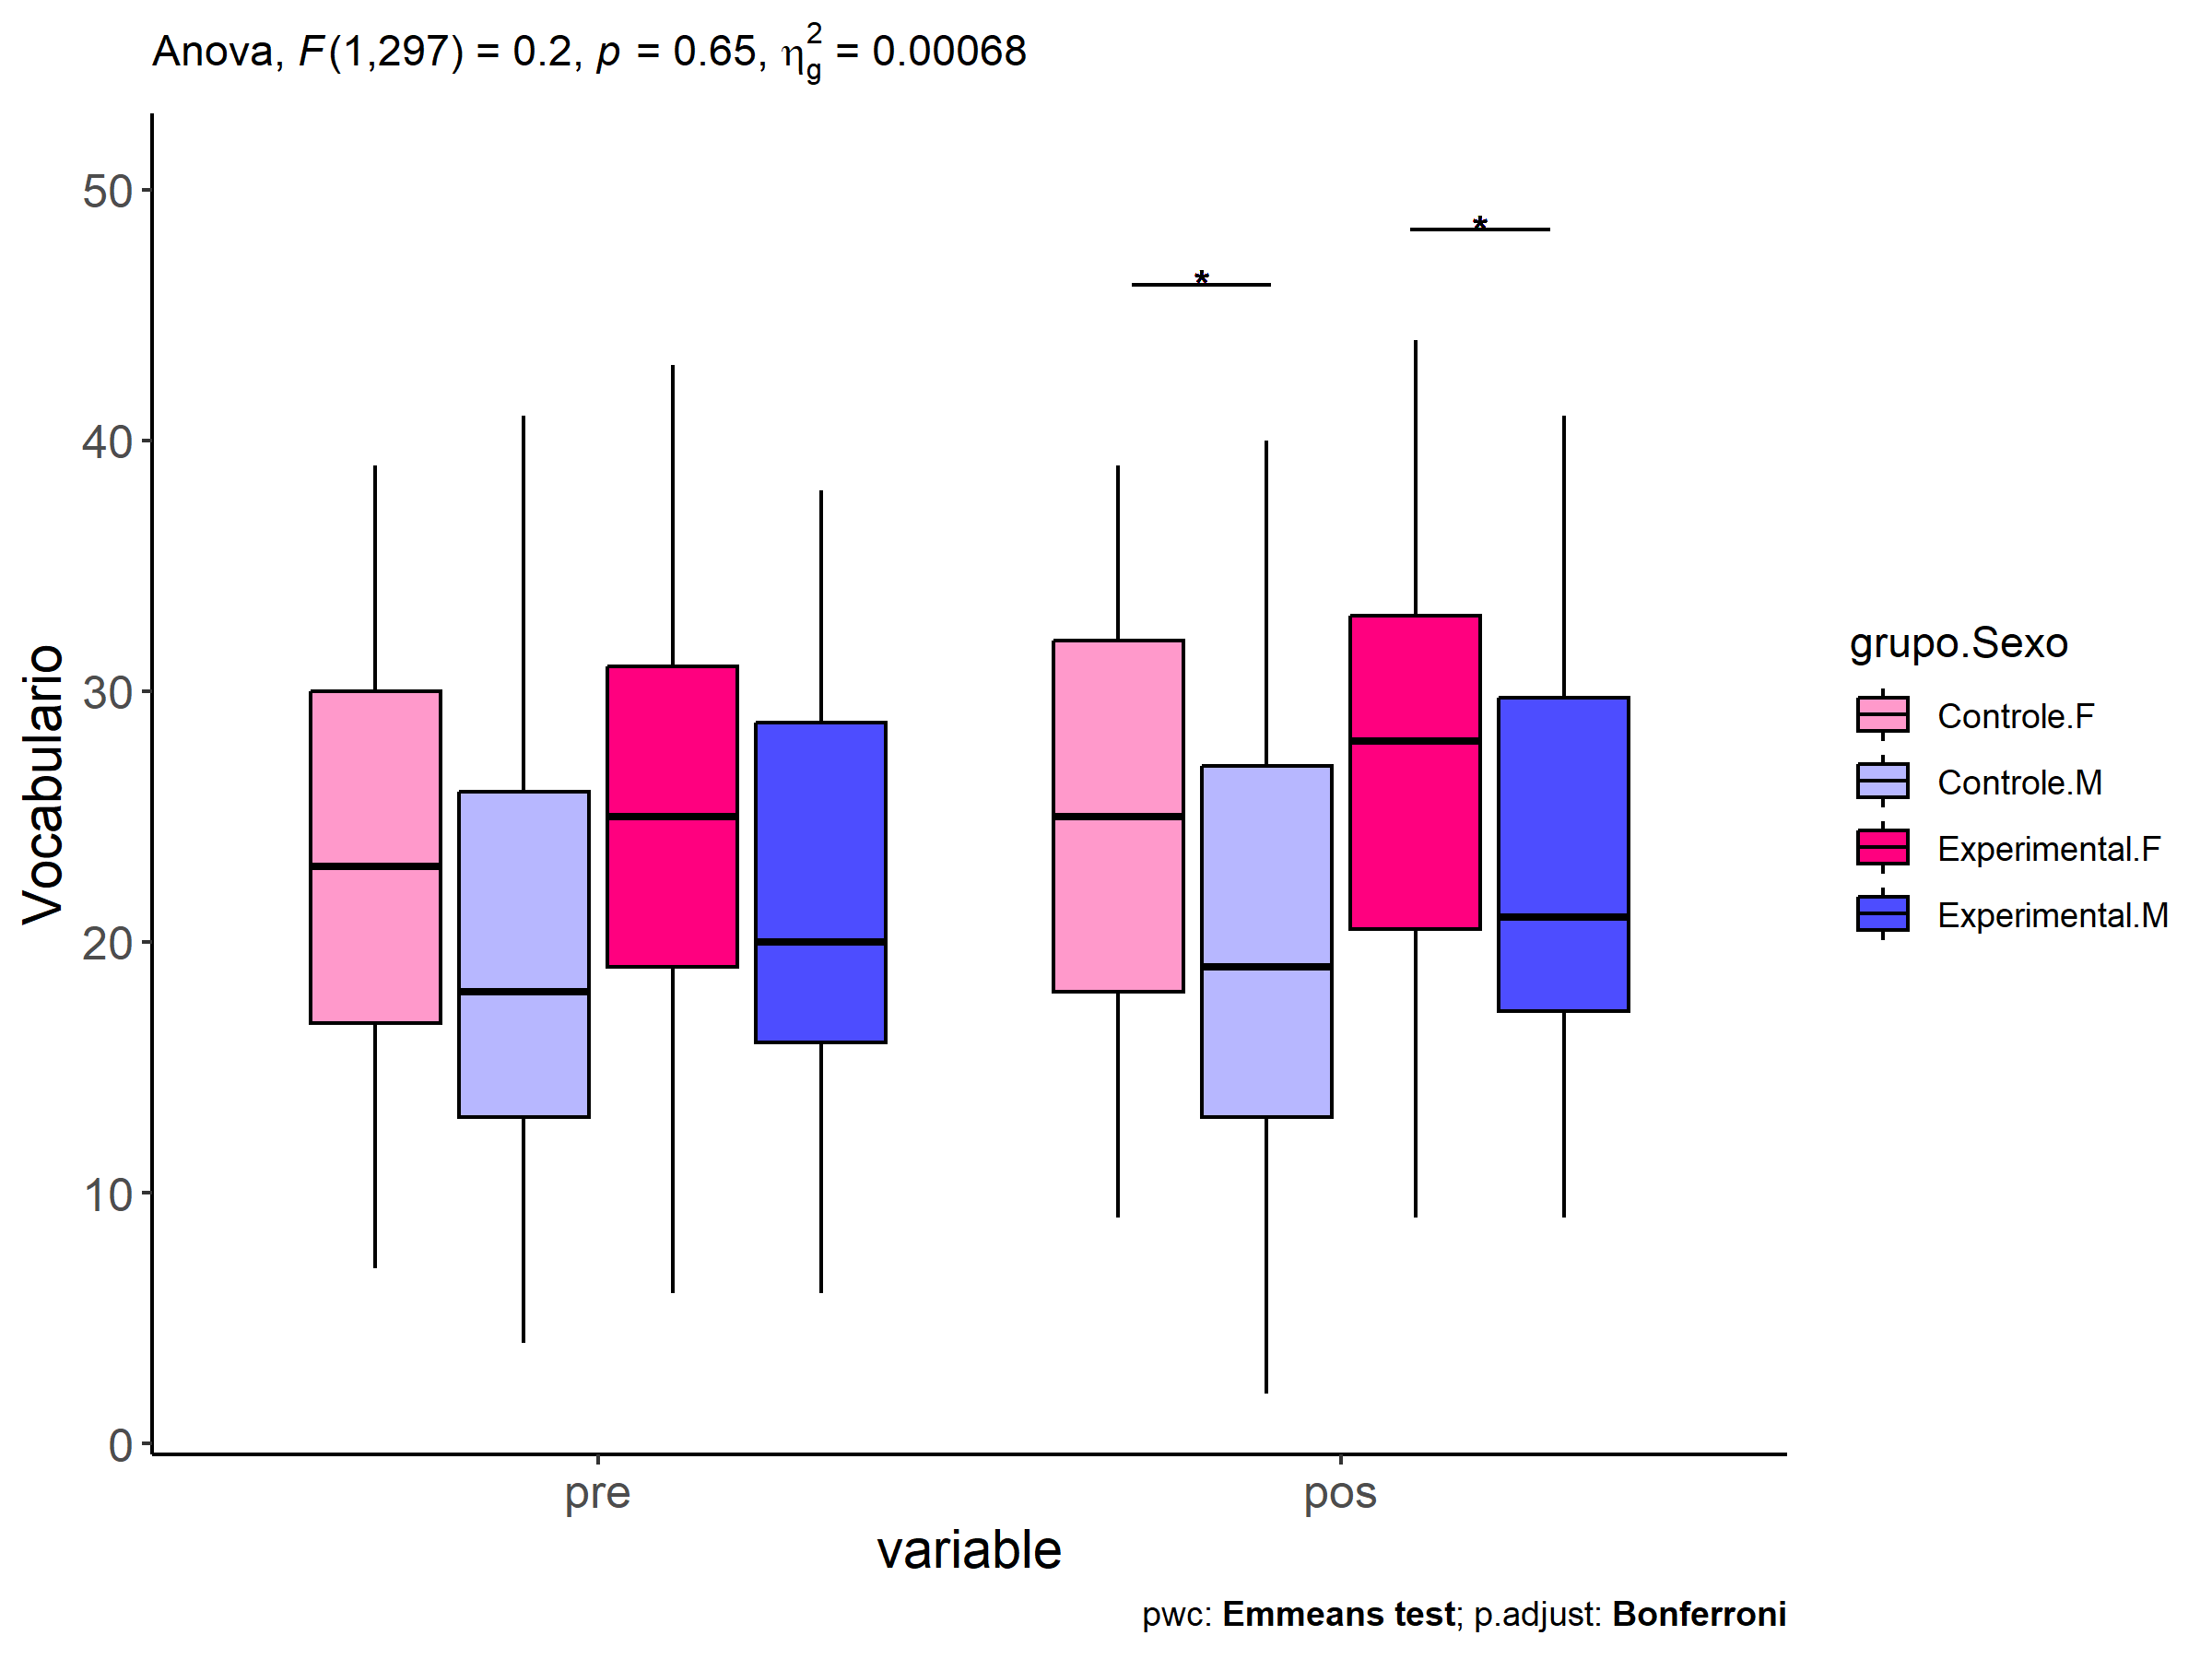 Anova, F(1,297) = 0.2, p = 0.65, η²g = 0.00068
50
40
30
20
10
0
Vocabulario
*
*
pre
pos
variable
grupo.Sexo
Controle.F
Controle.M
Experimental.F
Experimental.M
pwc: Emmeans test; p.adjust: Bonferroni